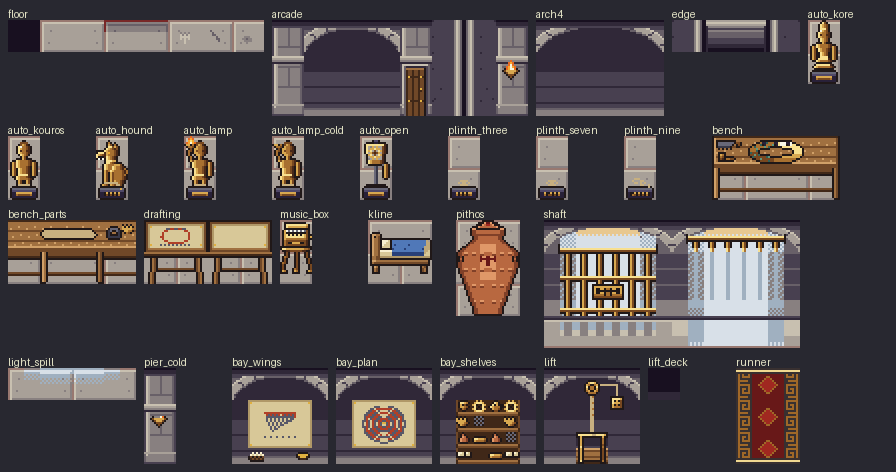 floor
arcade
arch4
edge
auto_kore
auto_kouros
auto_hound
auto_lamp
auto_lamp_cold
auto_open
plinth_three
plinth_seven
plinth_nine
bench
bench_parts
drafting
music_box
kline
pithos
shaft
light_spill
pier_cold
bay_wings
bay_plan
bay_shelves
lift
lift_deck
runner